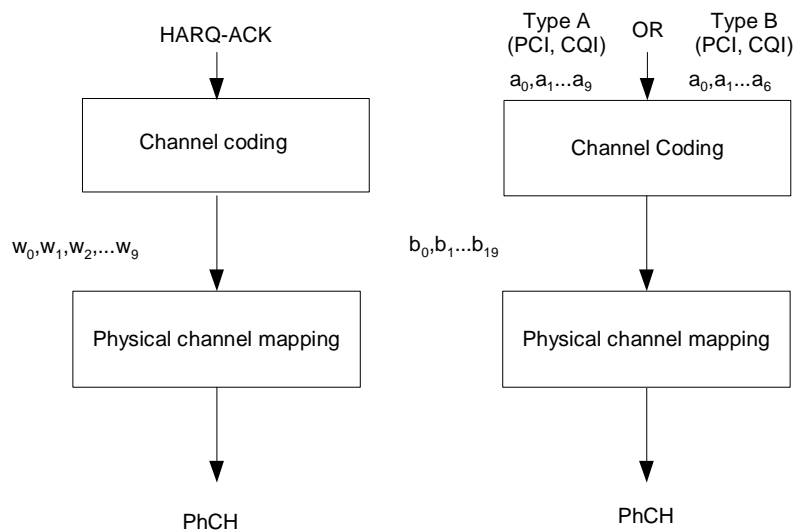 HARQ-ACK
Channel coding
w0,w1,w2,...w9
Physical channel mapping
PhCH
Type A
(PCI, CQI)
OR
Type B
(PCI, CQI)
a0,a1...a9
a0,a1...a6
Channel Coding
b0,b1...b19
Physical channel mapping
PhCH